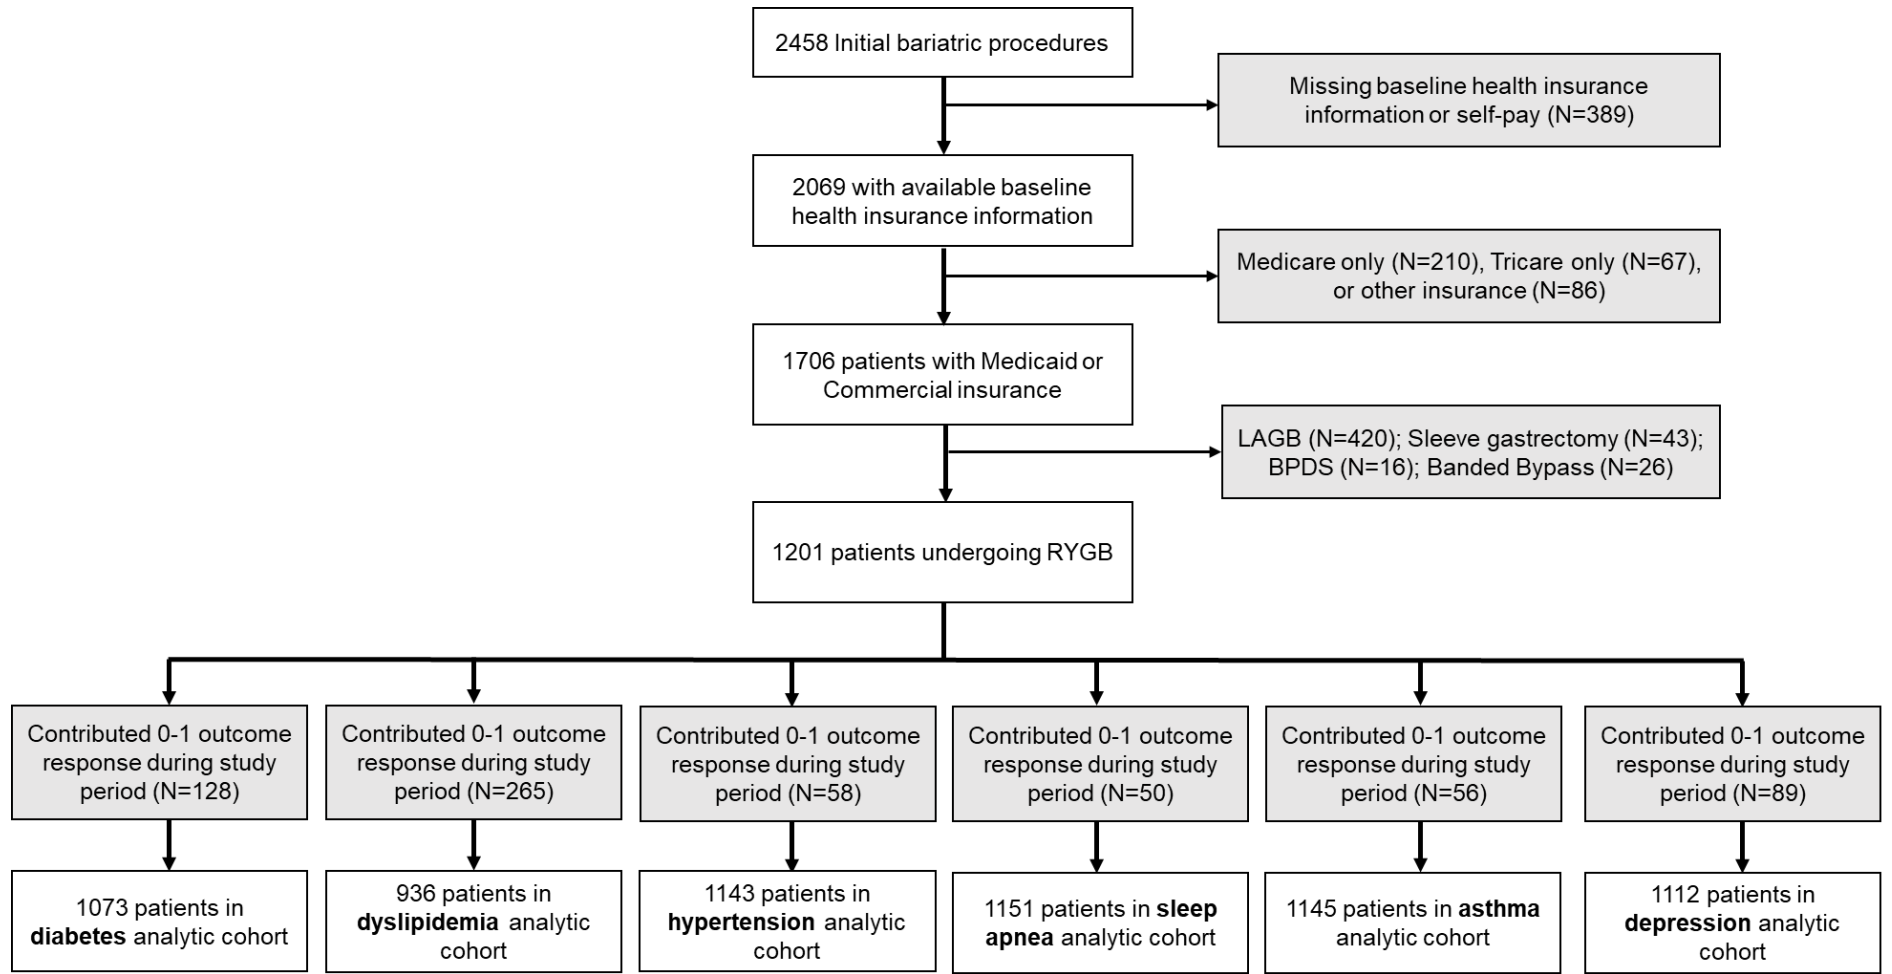 2458 Initial bariatric procedures
Missing baseline health insurance
information or self-pay (N=389)
2069 with available baseline
health insurance information
Medicare only (N=210), Tricare only (N=67),
or other insurance (N=86)
1706 patients with Medicaid or
Commercial insurance
LAGB (N=420); Sleeve gastrectomy (N=43);
BPDS (N=16); Banded Bypass (N=26)
1201 patients undergoing RYGB
Contributed 0-1 outcome
response during study
period (N=128)
Contributed 0-1 outcome
response during study
period (N=265)
Contributed 0-1 outcome
response during study
period (N=58)
Contributed 0-1 outcome
response during study
period (N=50)
Contributed 0-1 outcome
response during study
period (N=56)
Contributed 0-1 outcome
response during study
period (N=89)
1073 patients in
diabetes analytic cohort
936 patients in
dyslipidemia analytic
cohort
1143 patients in
hypertension analytic
cohort
1151 patients in sleep
apnea analytic cohort
1145 patients in asthma
analytic cohort
1112 patients in
depression analytic
cohort